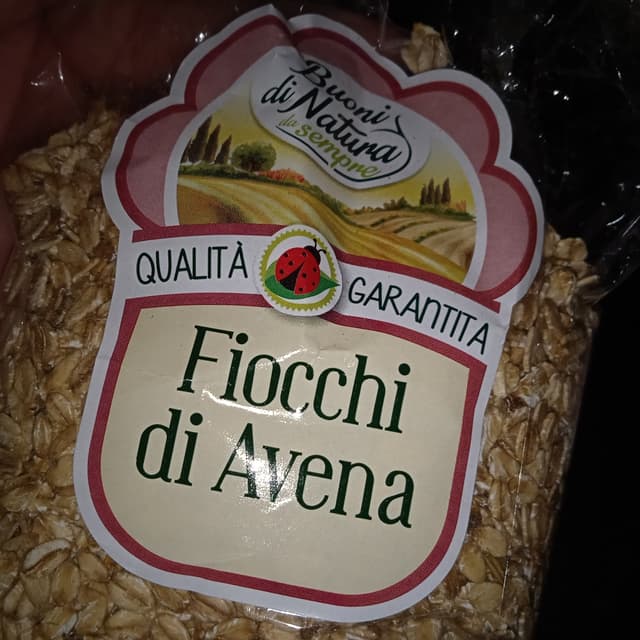 Buoni
di Natura
da sempre
QUALITÀ GARANTITA
Fiocchi
di Avena